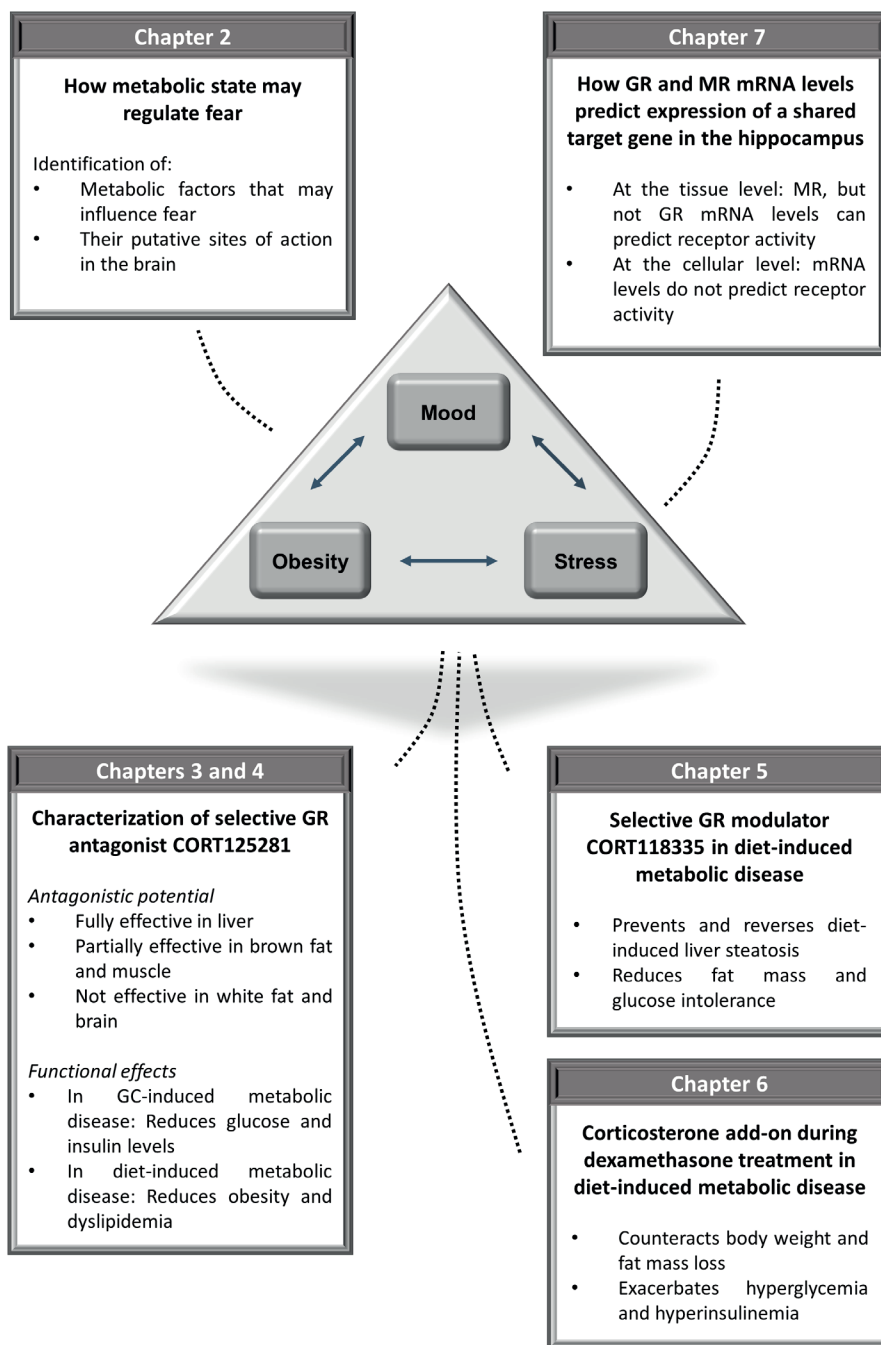 Chapter 2
How metabolic state may
regulate fear
Identification of:
• Metabolic factors that may
influence fear
• Their putative sites of action
in the brain
Chapter 7
How GR and MR mRNA levels
predict expression of a shared
target gene in the hippocampus
• At the tissue level: MR, but
not GR mRNA levels can
predict receptor activity
• At the cellular level: mRNA
levels do not predict receptor
activity
Mood
Obesity
Stress
Chapters 3 and 4
Characterization of selective GR
antagonist CORT125281
Antagonistic potential
• Fully effective in liver
• Partially effective in brown fat
and muscle
• Not effective in white fat and
brain
Functional effects
• In GC-induced metabolic
disease: Reduces glucose and
insulin levels
• In diet-induced metabolic
disease: Reduces obesity and
dyslipidemia
Chapter 5
Selective GR modulator
CORT118335 in diet-induced
metabolic disease
• Prevents and reverses diet-
induced liver steatosis
• Reduces fat mass and
glucose intolerance
Chapter 6
Corticosterone add-on during
dexamethasone treatment in
diet-induced metabolic disease
• Counteracts body weight and
fat mass loss
• Exacerbates hyperglycemia
and hyperinsulinemia